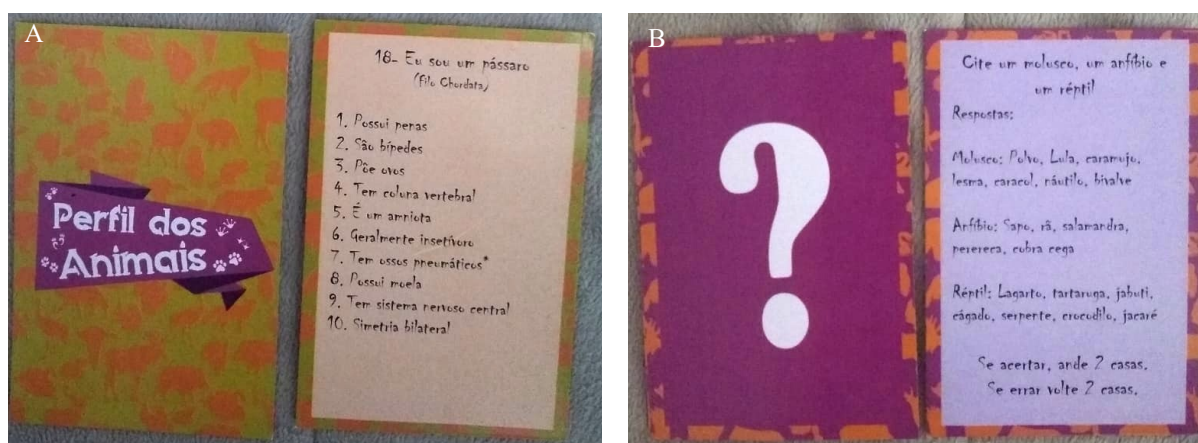 A
Perfil dos
Animais
18- Eu sou um pássaro
(Filo Chordata)
1. Possui penas
2. São bípedes
3. Põe ovos
4. Tem coluna vertebral
5. É um amniota
6. Geralmente insetívoro
7. Tem ossos pneumáticos*
8. Possui moela
9. Tem sistema nervoso central
10. Simetria bilateral
B
?
Cite um molusco, um anfíbio e
um réptil
Respostas:
Molusco: Polvo, Lula, caramujo,
lesma, caracol, náutilo, bivalve
Anfíbio: Sapo, rã, salamandra,
perereca, cobra cega
Réptil: Lagarto, tartaruga, jabuti,
cágado, serpente, crocodilo, jacaré
Se acertar, ande 2 casas.
Se errar volte 2 casas.